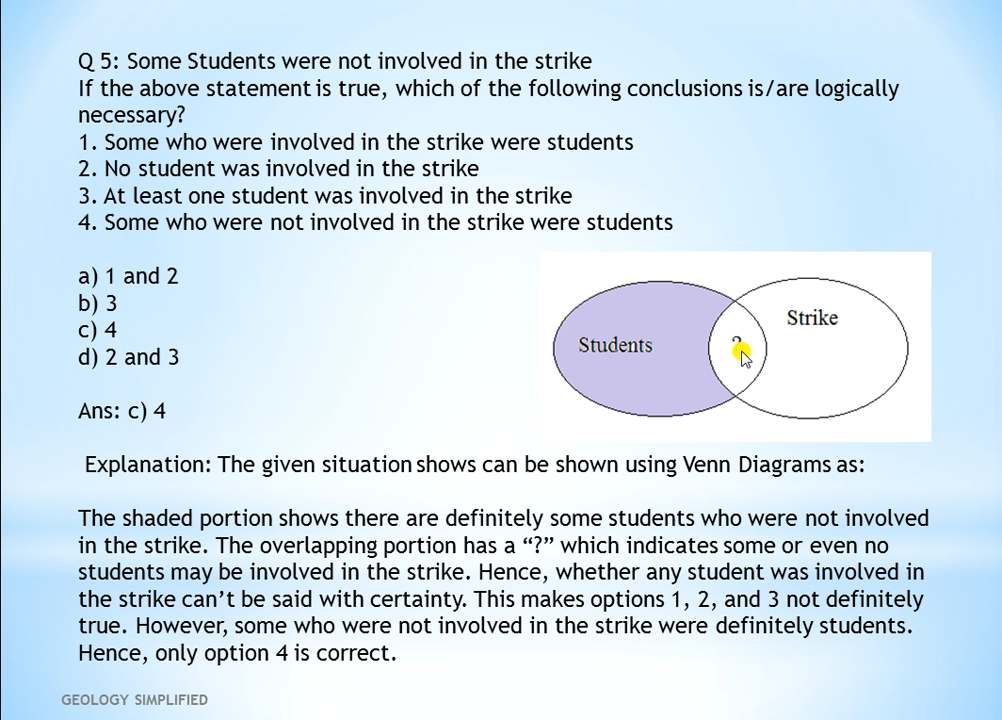 Q 5: Some Students were not involved in the strike
If the above statement is true, which of the following conclusions is/are logically
necessary?
1. Some who were involved in the strike were students
2. No student was involved in the strike
3. At least one student was involved in the strike
4. Some who were not involved in the strike were students
a) 1 and 2
b) 3
c) 4
d) 2 and 3
Strike
Students
?
Ans: c) 4
Explanation: The given situation shows can be shown using Venn Diagrams as:
The shaded portion shows there are definitely some students who were not involved
in the strike. The overlapping portion has a “?” which indicates some or even no
students may be involved in the strike. Hence, whether any student was involved in
the strike can’t be said with certainty. This makes options 1, 2, and 3 not definitely
true. However, some who were not involved in the strike were definitely students.
Hence, only option 4 is correct.
GEOLOGY SIMPLIFIED